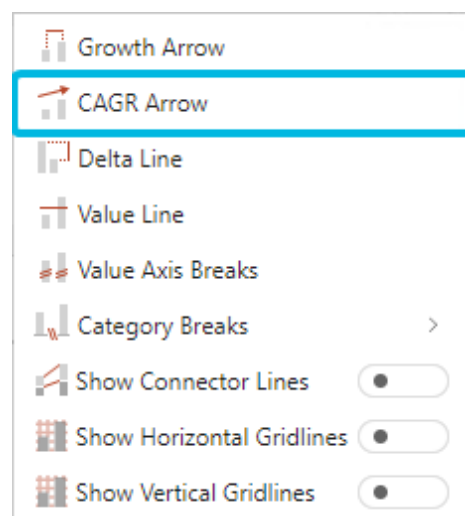 Growth Arrow
CAGR Arrow
Delta Line
Value Line
Value Axis Breaks
Category Breaks
Show Connector Lines
Show Horizontal Gridlines
Show Vertical Gridlines